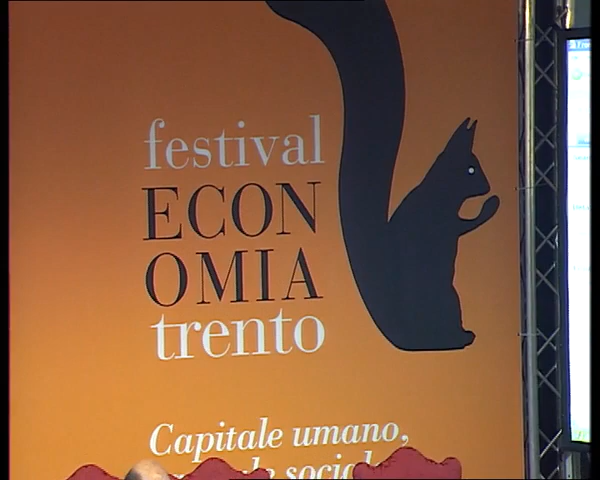 festival
ECON
OMIA
trento
Capitale umano,